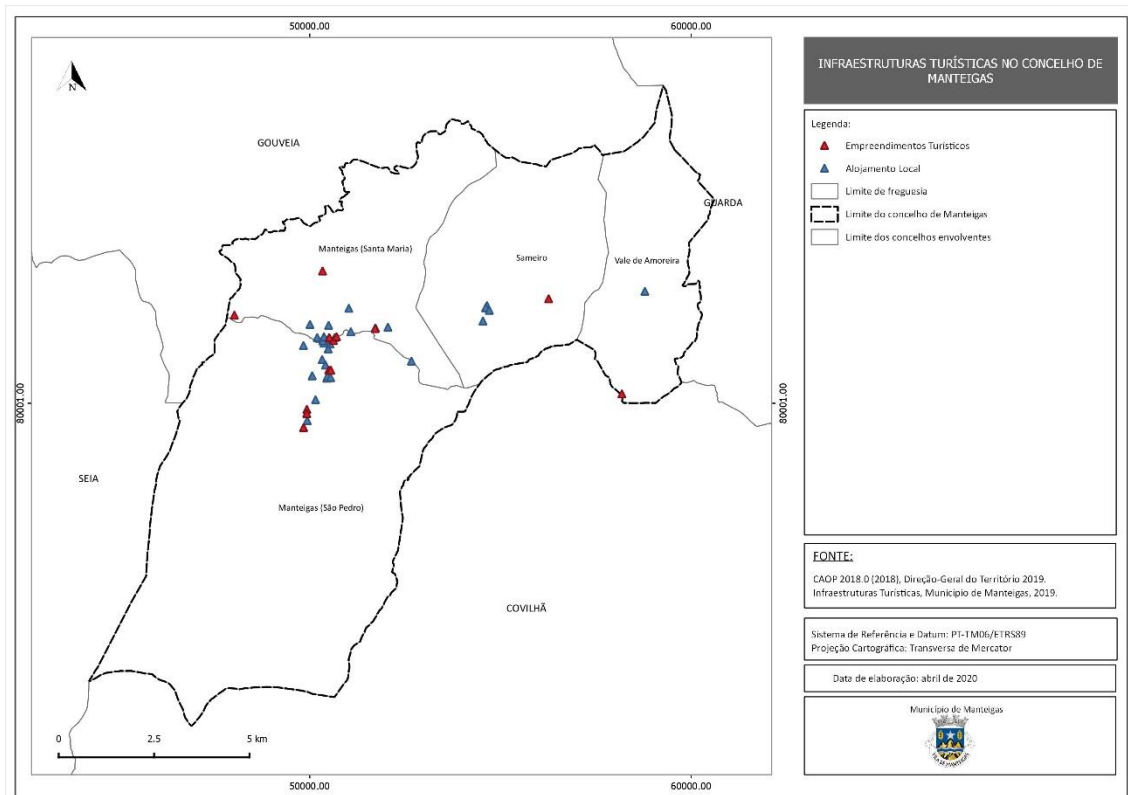 50000.00
60000.00
N
GOUVEIA
GUARDA
Manteigas (Santa Maria)
Sameiro
Vale de Amoreira
80001.00
80001.00
SEIA
Manteigas (São Pedro)
COVILHÃ
0
2.5
5 km
50000.00
60000.00
INFRAESTRUTURAS TURÍSTICAS NO CONCELHO DE
MANTEIGAS
Legenda:
Empreendimentos Turísticos
Alojamento Local
Limite de freguesia
Limite do concelho de Manteigas
Limite dos concelhos envolventes
FONTE:
CAOP 2018.0 (2018), Direção-Geral do Território 2019.
Infraestruturas Turísticas, Município de Manteigas, 2019.
Sistema de Referência e Datum: PT-TM06/ETRS89
Projeção Cartográfica: Transversa de Mercator
Data de elaboração: abril de 2020
Município de Manteigas
VILA DE MANTEIGAS